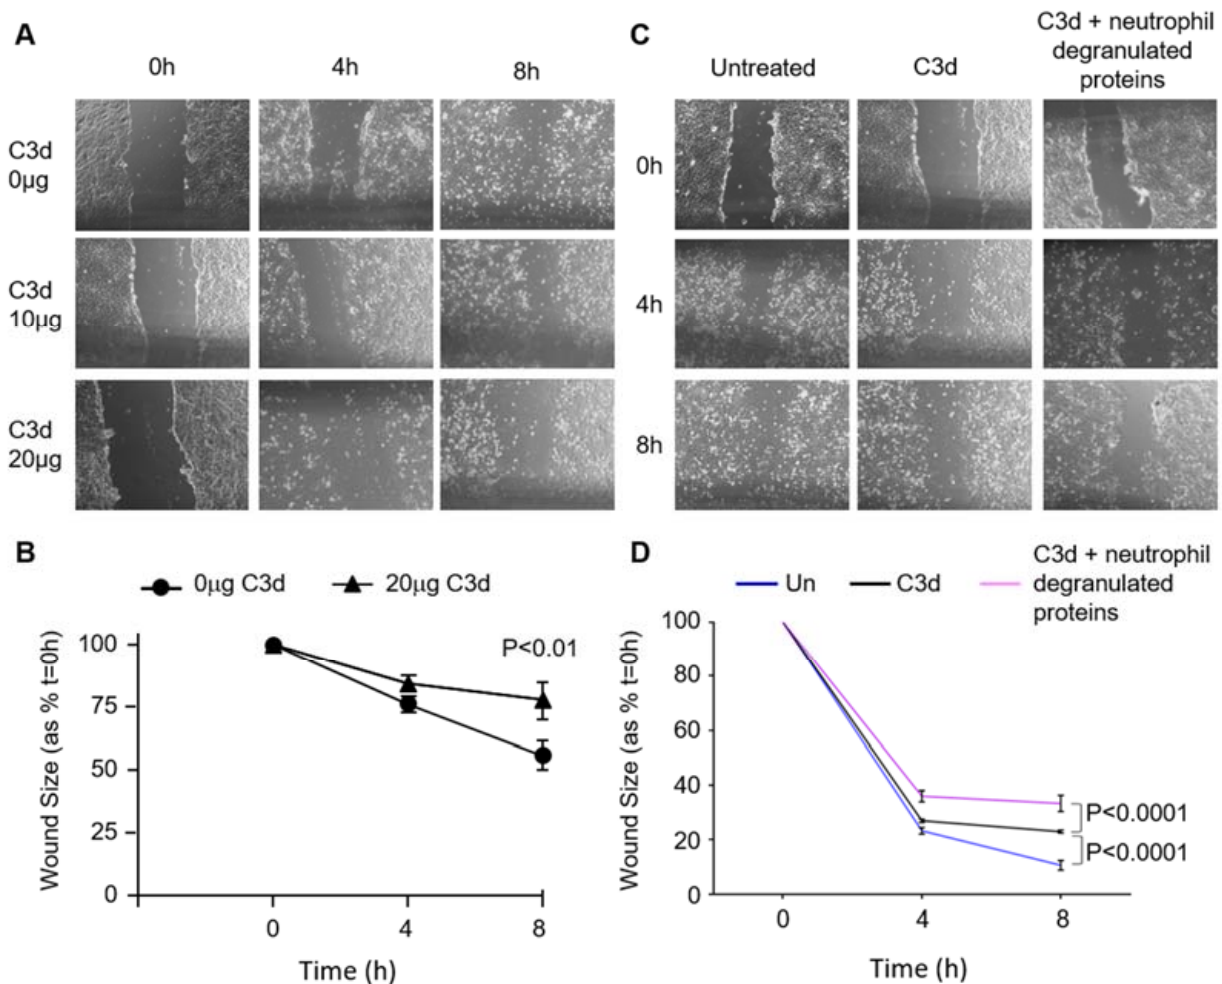 A
0h
4h
8h
C3d
0µg
C3d
10µg
C3d
20µg
B
0µg C3d
20µg C3d
P<0.01
Wound Size (as % t=0h)
100
75
50
25
0
0
4
8
Time (h)
C
Untreated
C3d
C3d + neutrophil
degranulated
proteins
0h
4h
8h
D
Un
C3d
C3d + neutrophil
degranulated
proteins
Wound Size (as % t=0h)
100
80
60
40
20
0
P<0.0001
P<0.0001
0
4
8
Time (h)